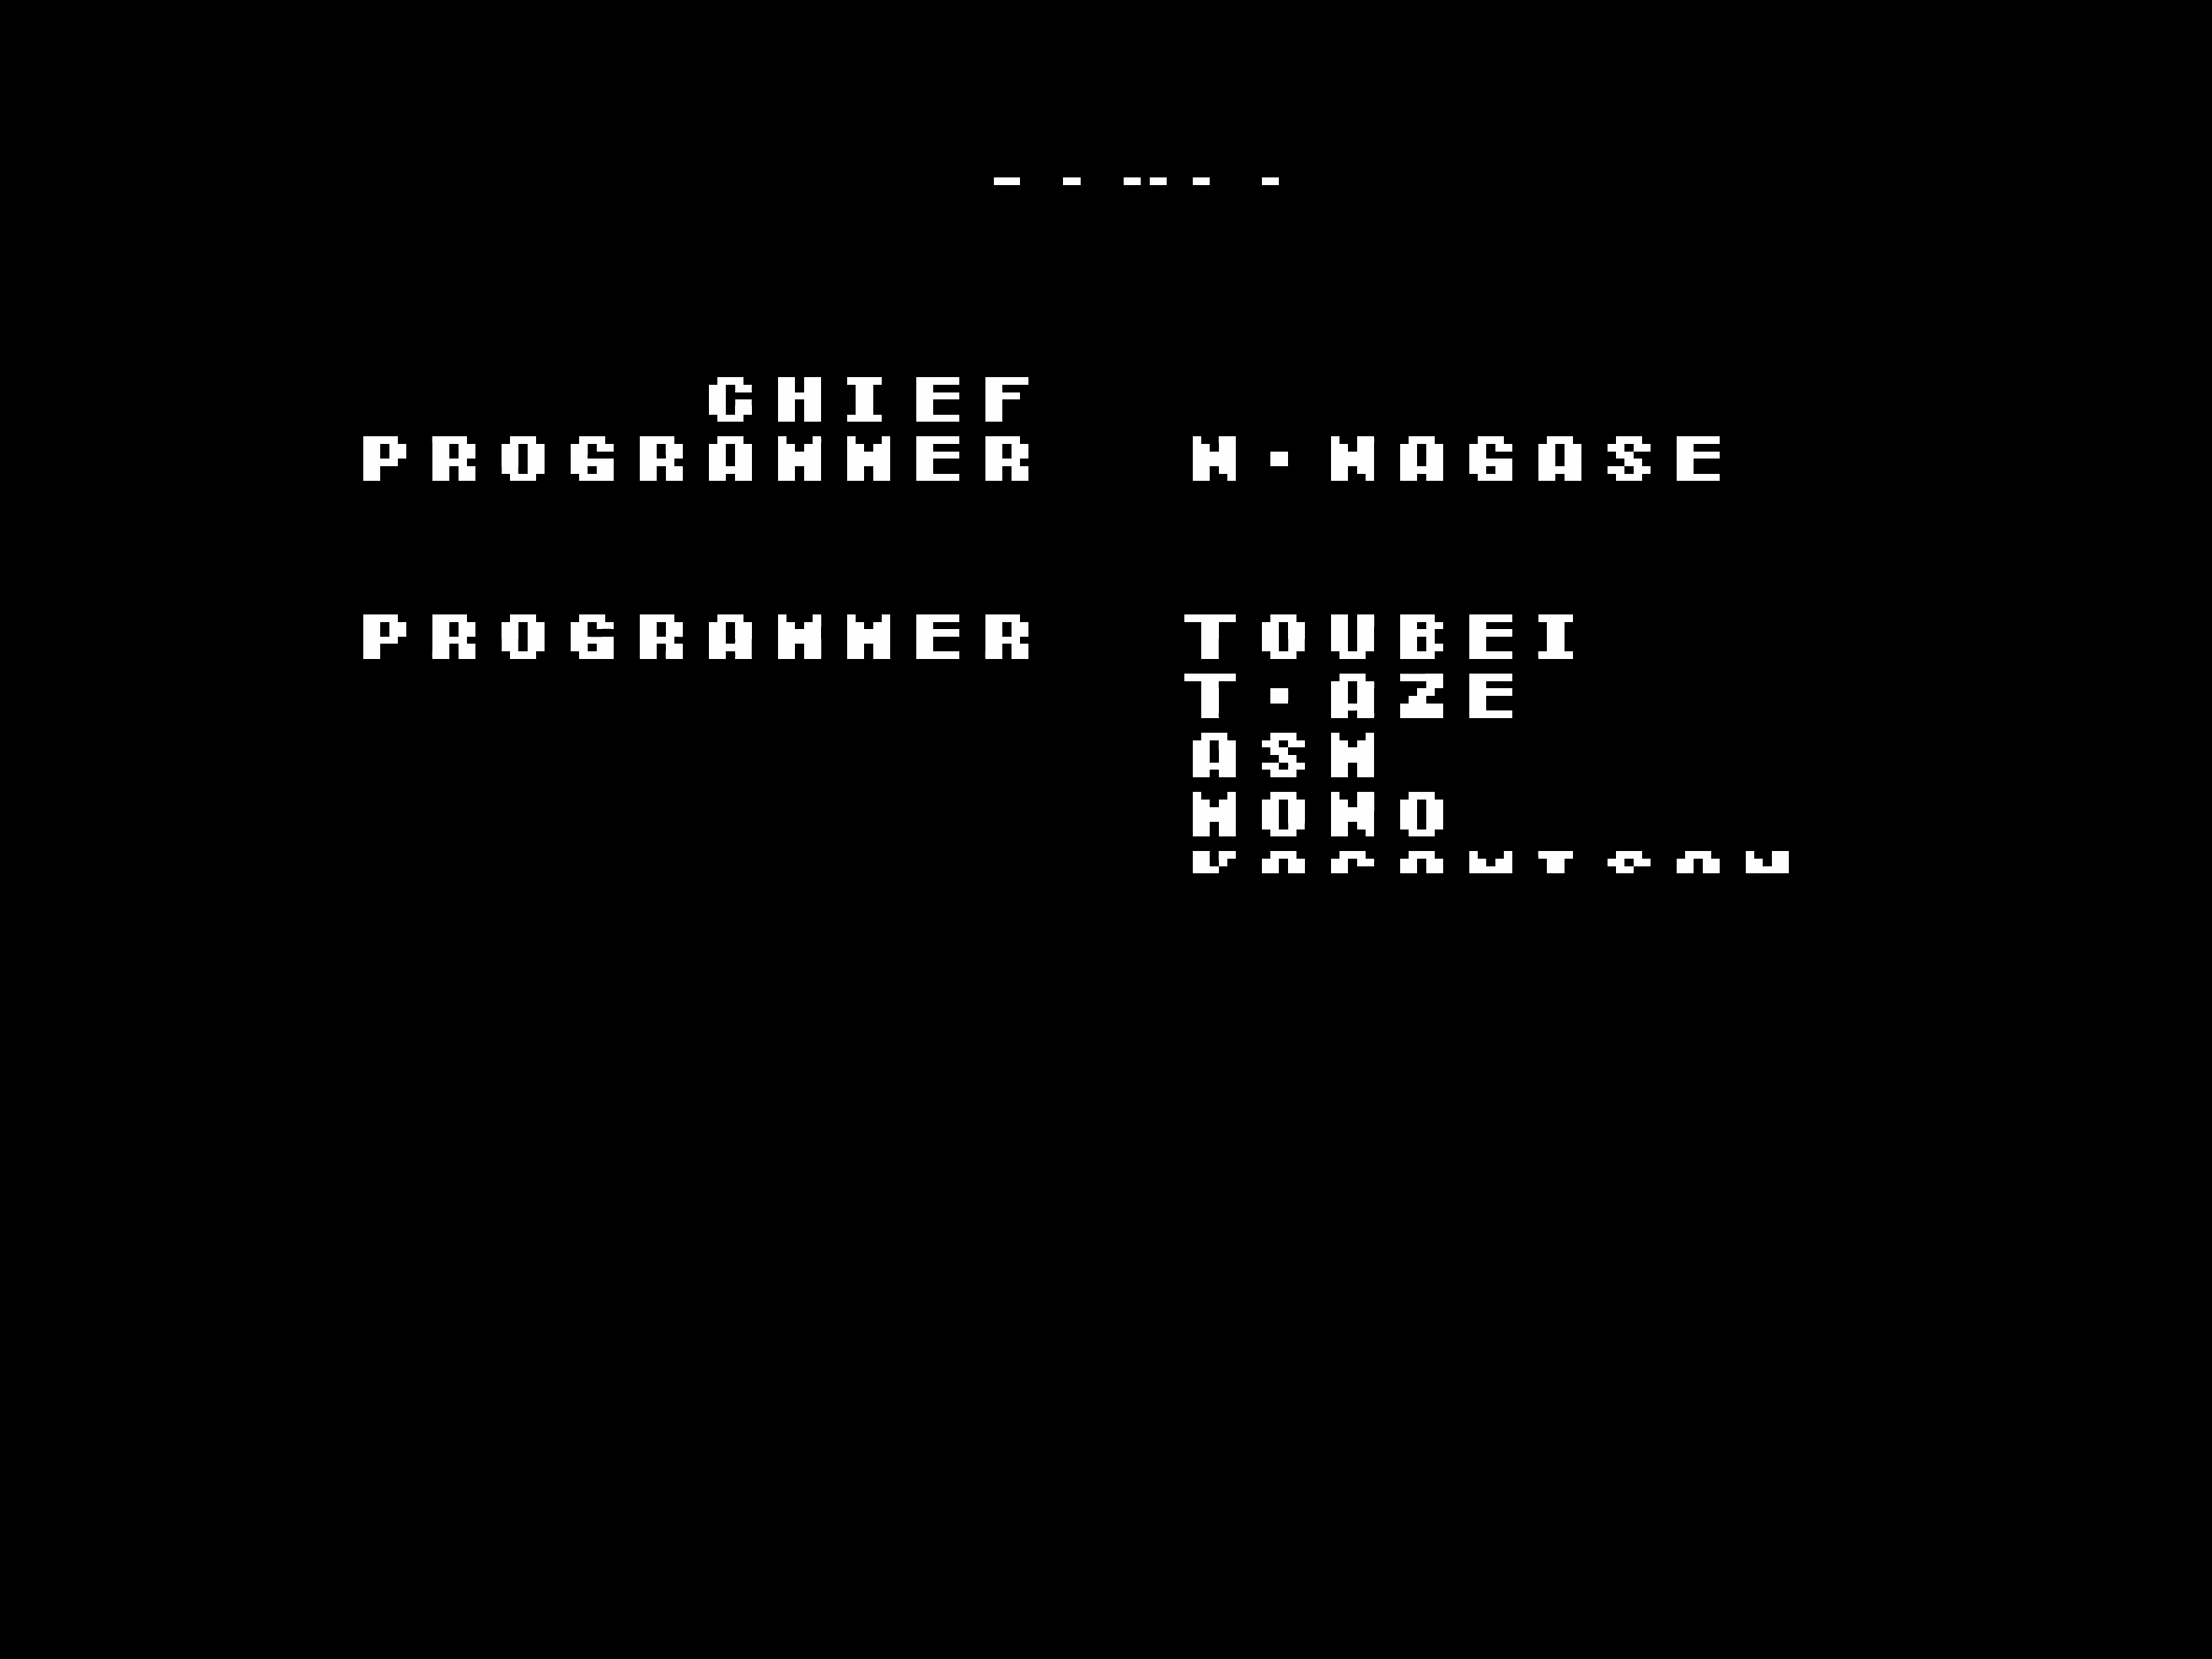 CHIEF
PROGRAMMER N·NAGASE
PROGRAMMER TOUBEI
T·AZE
ASM
MONO